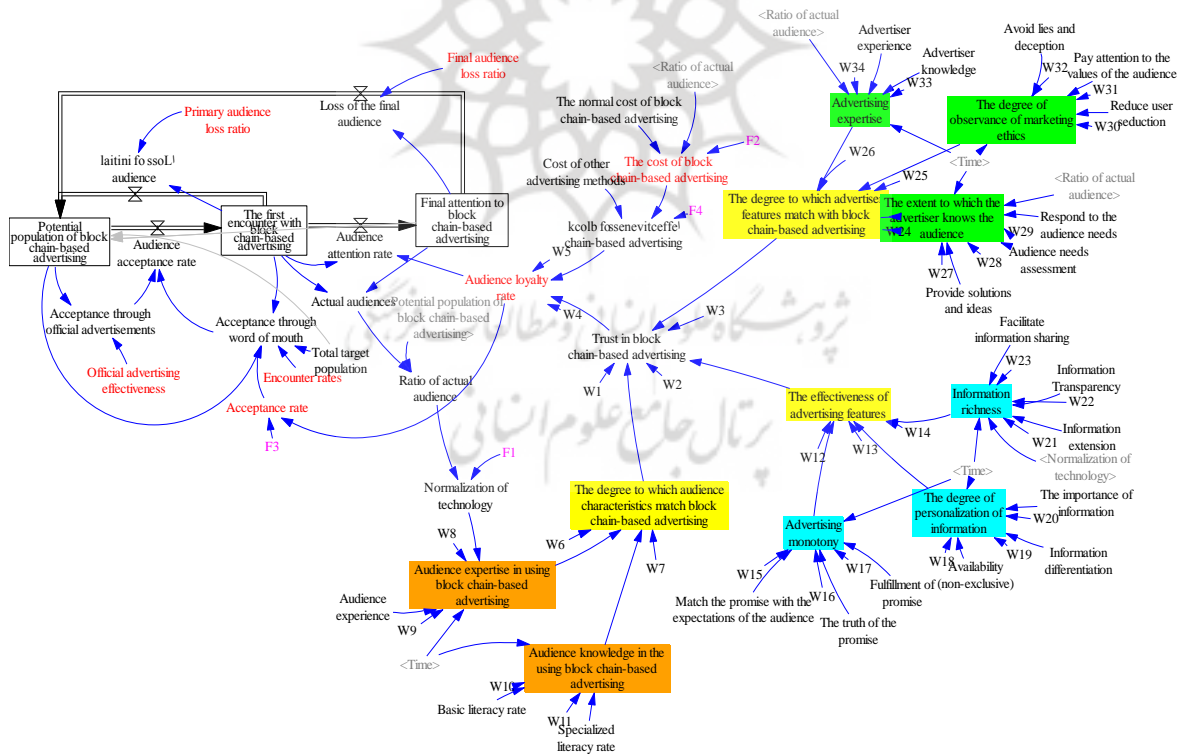 <Ratio of actual
audience>
Advertiser
experience
Advertiser
knowledge
W34
W33
Advertising
expertise
Avoid lies and
deception
W32
Pay attention to the
values of the audience
W31
Reduce user
seduction
W30
The degree of
observance of marketing
ethics
Final audience
loss ratio
Loss of the final
audience
Primary audience
loss ratio
laitini fo ssoL
audience
<Ratio of actual
audience>
The normal cost of block
chain-based advertising
F2
The cost of block
chain-based advertising
Cost of other
advertising methods
F4
kcolb fossenevitceffe
chain-based advertising
W26
W25
<Time>
The degree to which advertiser
features match with block
chain-based advertising
W24
The extent to which the
advertiser knows the
audience
<Ratio of actual
audience>
Respond to the
audience needs
W29
Audience needs
assessment
W28
W27
Provide solutions
and ideas
Potential
population of block
chain-based advertising
Audience
acceptance rate
The first
encounter with
block
chain-based
advertising
Audience
attention rate
Final attention to
block
chain-based
advertising
W5
Audience loyalty
rate
W4
W3
Actual audiences
Potential population of
block chain-based
advertising>
Acceptance through
official advertisements
Acceptance through
word of mouth
Total target
population
Official advertising
effectiveness
Encounter rates
Acceptance rate
F3
Ratio of actual
audience
Trust in block
chain-based advertising
W1
W2
پژوهشگاه علوم انسانی و مطالعات فرهنگی
پرتال جامع علوم انسانی
Facilitate
information sharing
W23
Information
Transparency
W22
Information
richness
W21
Information
extension
<Normalization of
technology>
The effectiveness of
advertising features
W14
W12
W13
<Time>
F1
Normalization of
technology
The degree to which audience
characteristics match block
chain-based advertising
W6
W7
W8
Audience expertise in using
block chain-based
advertising
Audience
experience
W9
<Time>
Audience knowledge in the
using block chain-based
advertising
W10
Basic literacy rate
W11
Specialized
literacy rate
Advertising
monotony
W15
W17
W16
Match the promise with the
expectations of the audience
The truth of the
promise
Fulfillment of
promise
The degree of
personalization of
information
The importance of
information
W20
W19
W18
Availability
(non-exclusive)
Information
differentiation